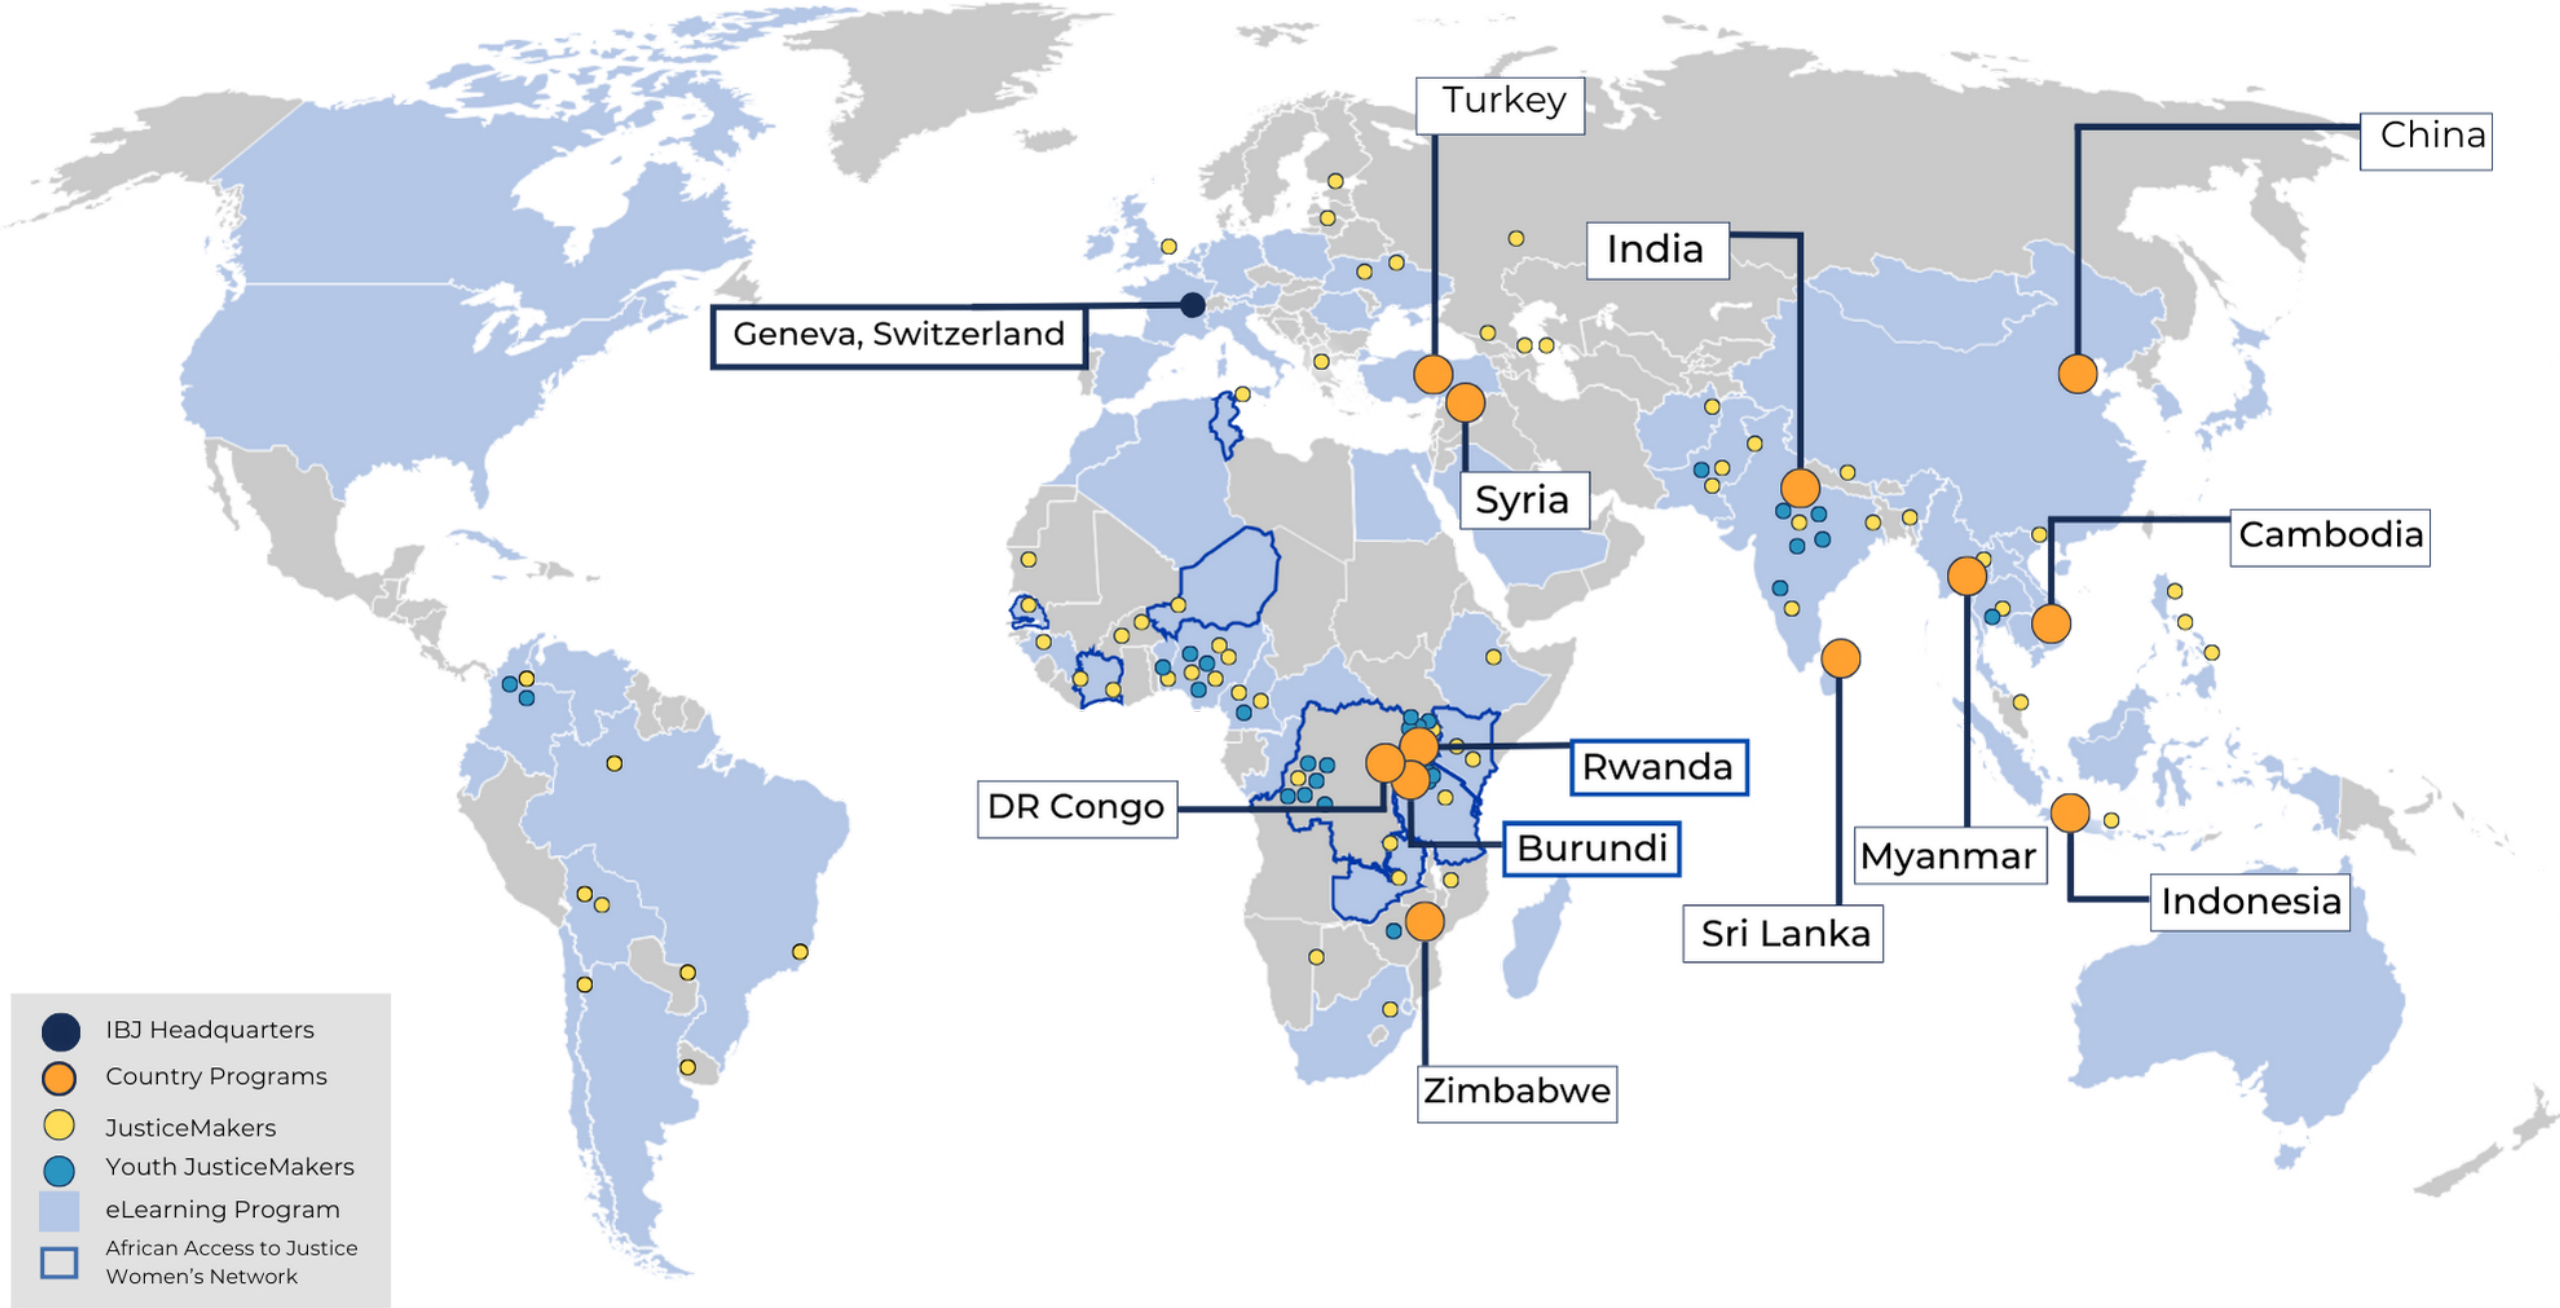 Turkey
China
India
Geneva, Switzerland
Syria
Cambodia
Rwanda
DR Congo
Burundi
Myanmar
Indonesia
Sri Lanka
Zimbabwe
IBJ Headquarters
Country Programs
JusticeMakers
Youth JusticeMakers
eLearning Program
African Access to Justice
Women's Network